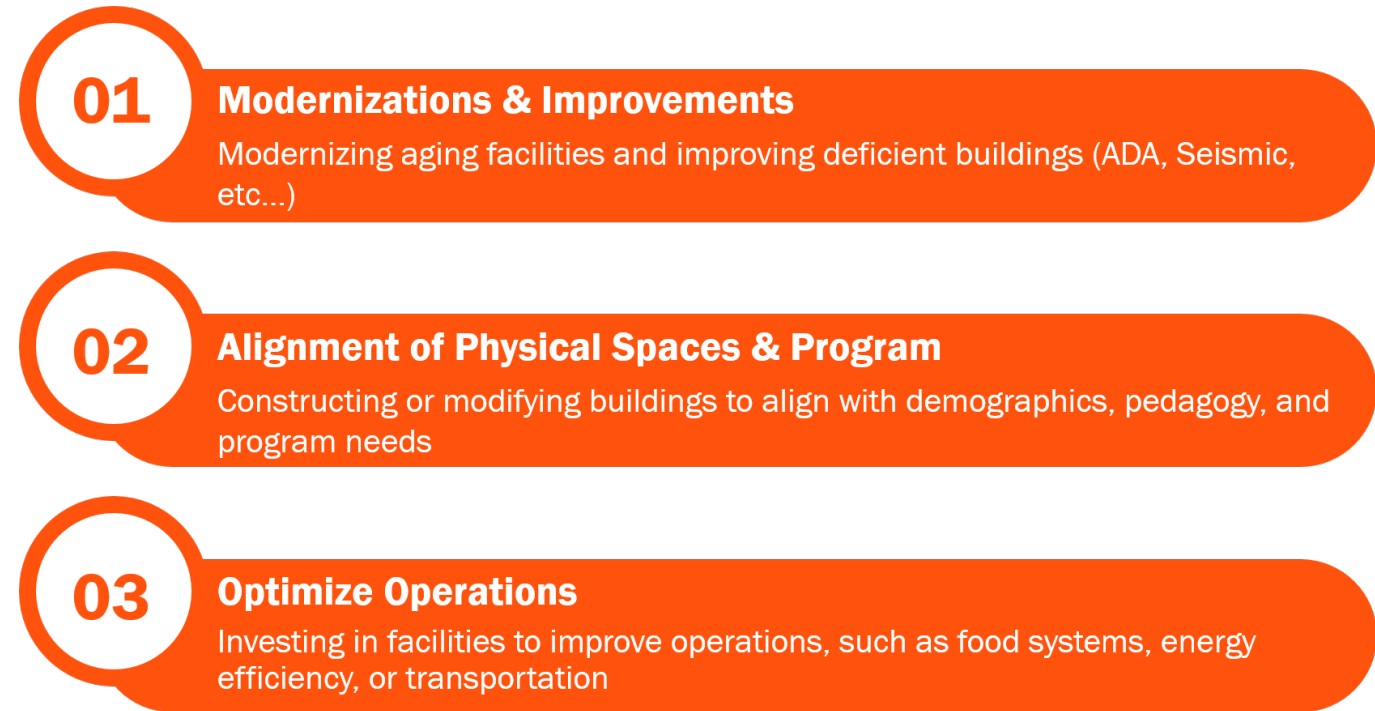 01
Modernizations & Improvements
Modernizing aging facilities and improving deficient buildings (ADA, Seismic,
etc...)
02
Alignment of Physical Spaces & Program
Constructing or modifying buildings to align with demographics, pedagogy, and
program needs
03
Optimize Operations
Investing in facilities to improve operations, such as food systems, energy
efficiency, or transportation